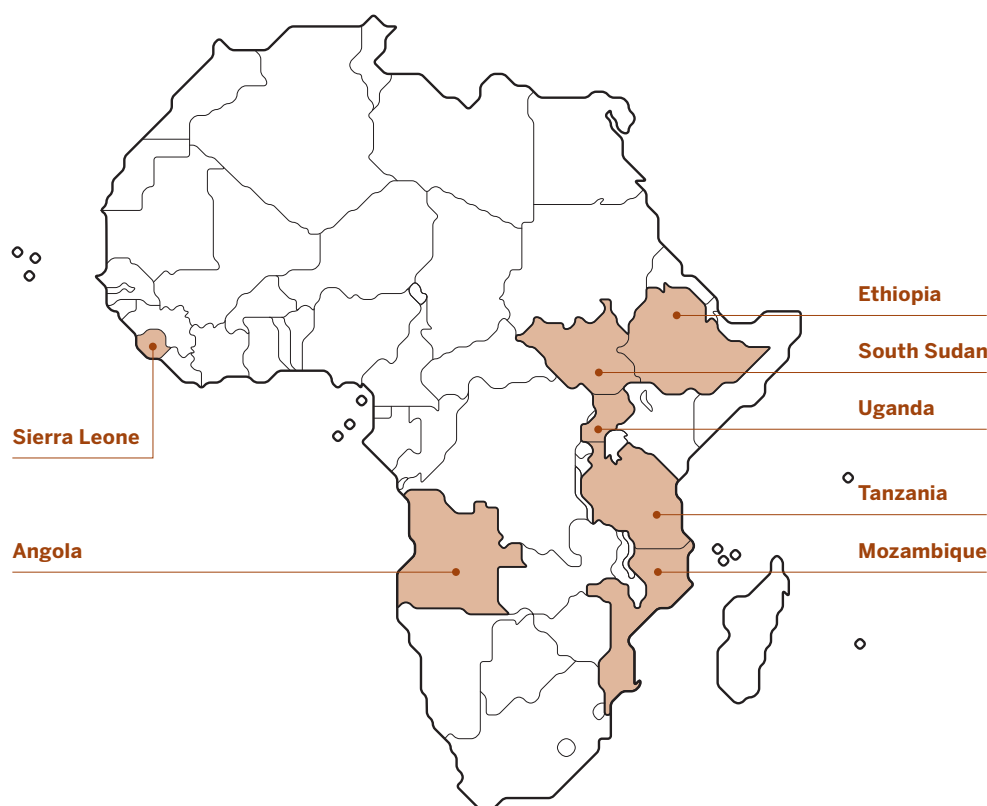 Ethiopia
South Sudan
Uganda
Sierra Leone
Tanzania
Angola
Mozambique